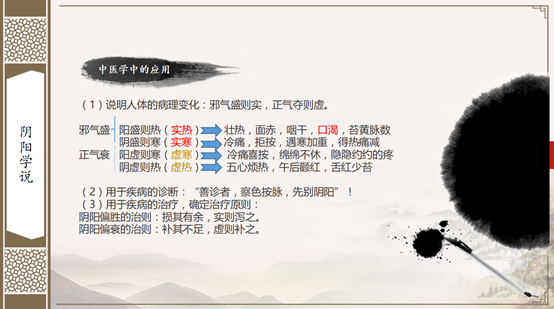 中医学中的应用
阴阳学说
（1）说明人体的病理变化：邪气盛则实，正气夺则虚。
邪气盛 阳盛则热（实热） 壮热，面赤，咽干，口渴，苔黄脉数
阴盛则寒（实寒） 冷痛，拒按，遇寒加重，得热痛减
正气衰 阳虚则寒（虚寒） 冷痛喜按，绵绵不休，隐隐约约的疼
阴虚则热（虚热） 五心烦热，午后颧红，舌红少苔
（2）用于疾病的诊断：“善诊者，察色按脉，先别阴阳”！
（3）用于疾病的治疗，确定治疗原则：
阴阳偏胜的治则：损其有余，实则泻之。
阴阳偏衰的治则：补其不足，虚则补之。